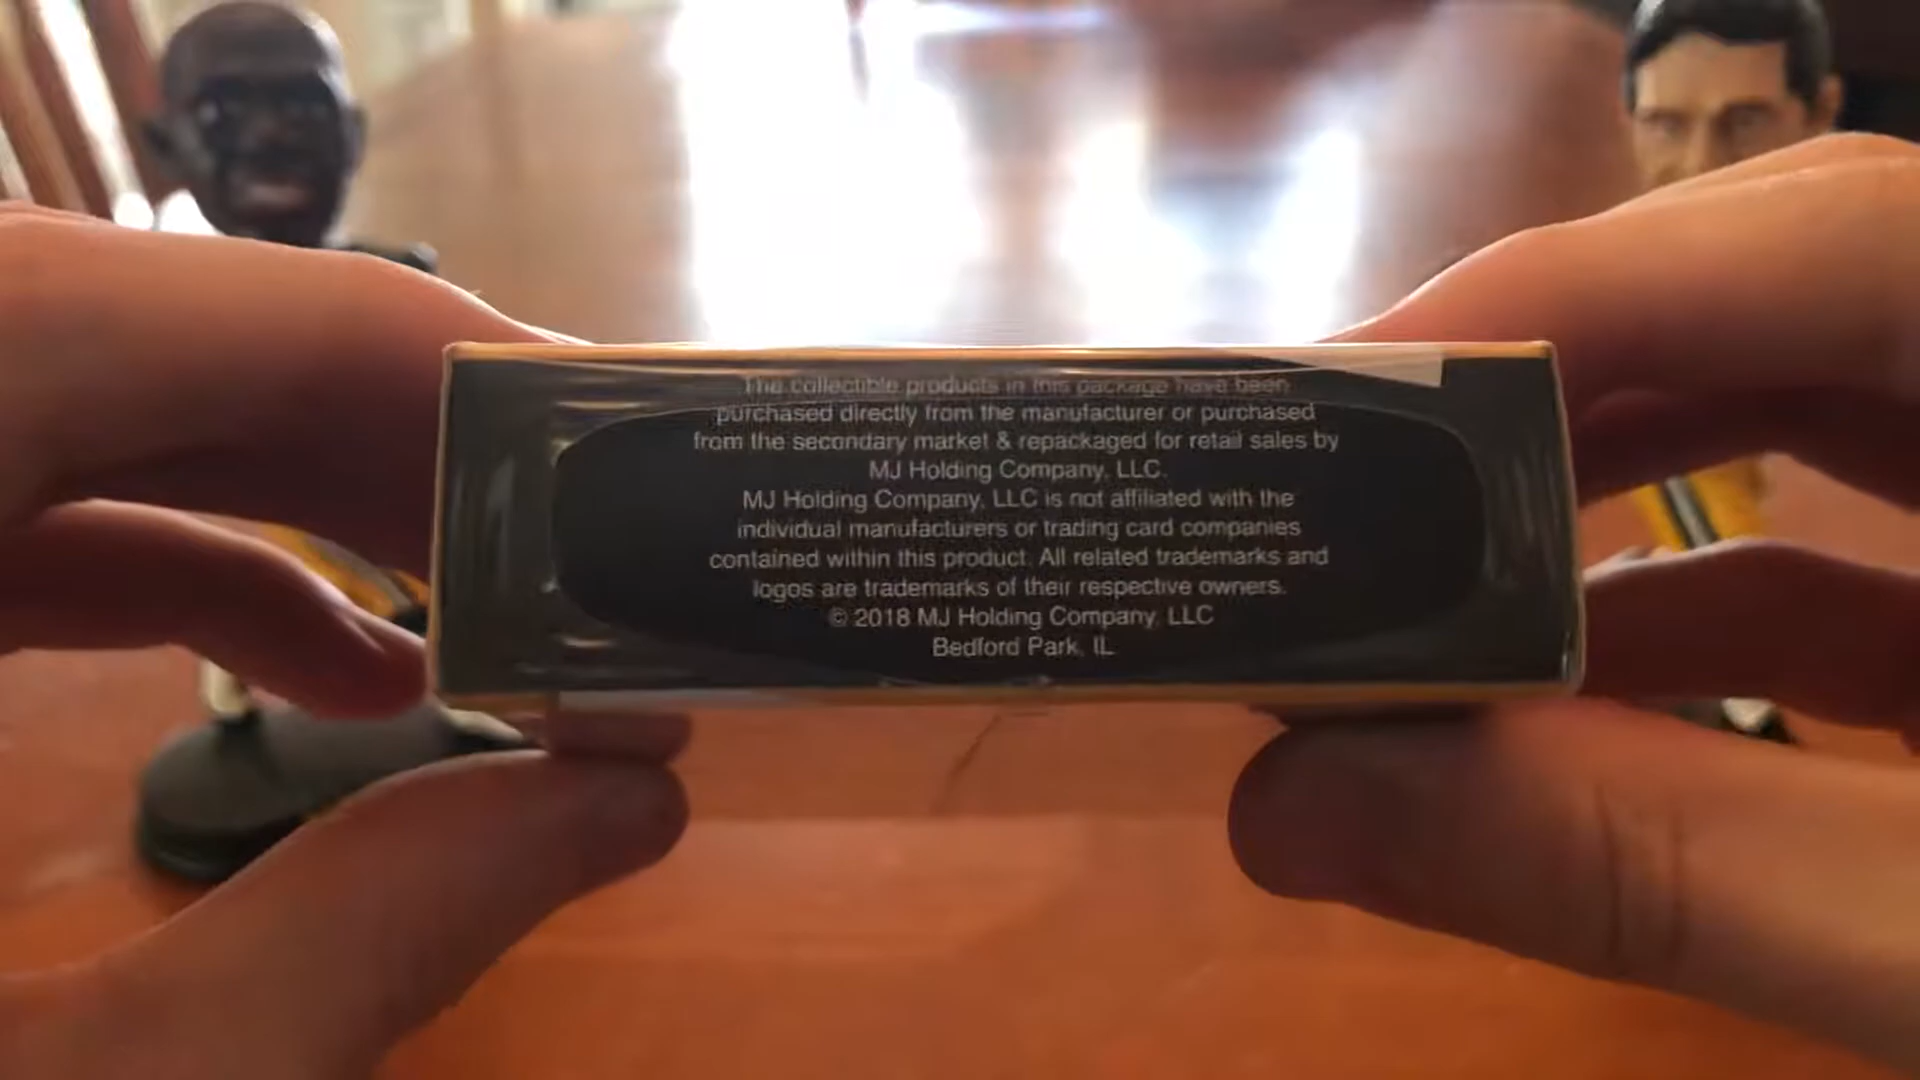 The collectible products in this package have been
purchased directly from the manufacturer or purchased
from the secondary market & repackaged for retail sales by
MJ Holding Company, LLC.
MJ Holding Company, LLC is not affiliated with the
individual manufacturers or trading card companies
contained within this product. All related trademarks and
logos are trademarks of their respective owners.
© 2018 MJ Holding Company, LLC
Bedford Park, IL